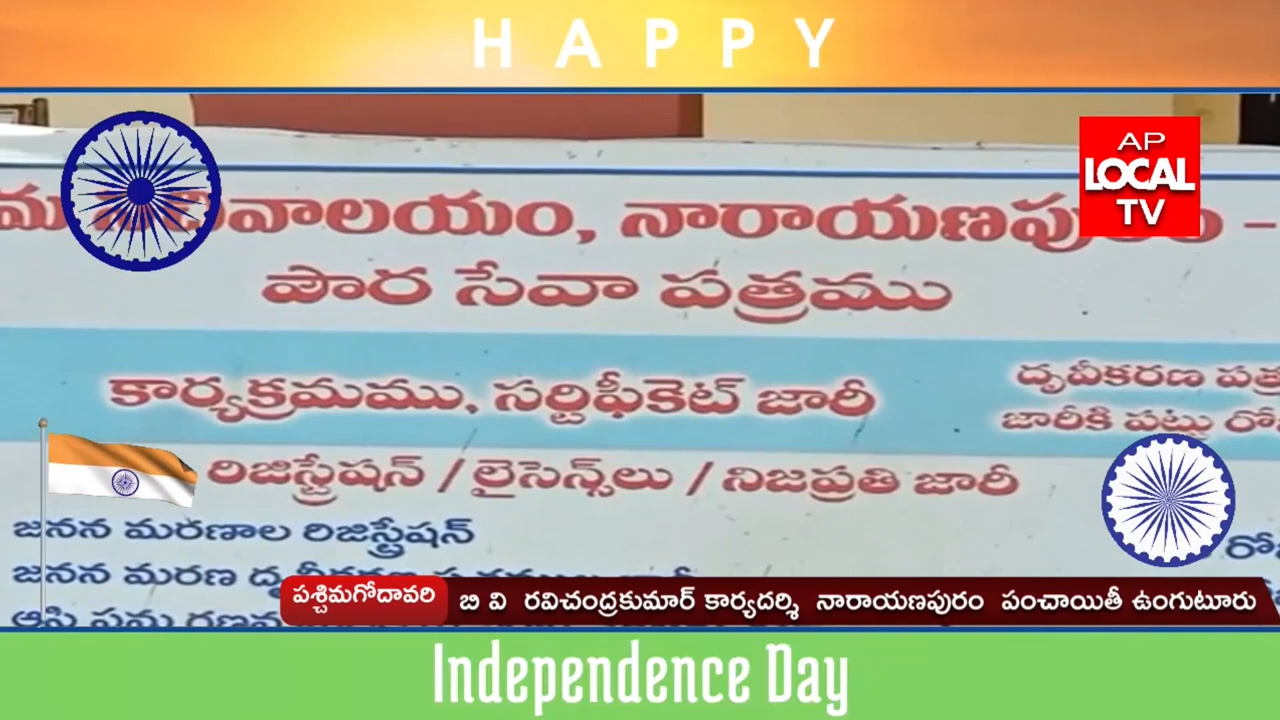 HAPPY
AP
LOCAL
TV
నారాయణపురం -
పౌర సేవా పత్రము
కార్యక్రమము, సర్టిఫికెట్ జారీ
దృవీకరణ
జారీకి పట్టు
రిజిస్ట్రేషన్ / లైసెన్స్‌లు / నిజప్రతి జారీ
జనన మరణాల రిజిస్ట్రేషన్
జనన మరణ
పశ్చిమగోదావరి
బి వి రవిచంద్రకుమార్ కార్యదర్శి నారాయణపురం పంచాయితీ ఉంగుటూరు
Independence Day